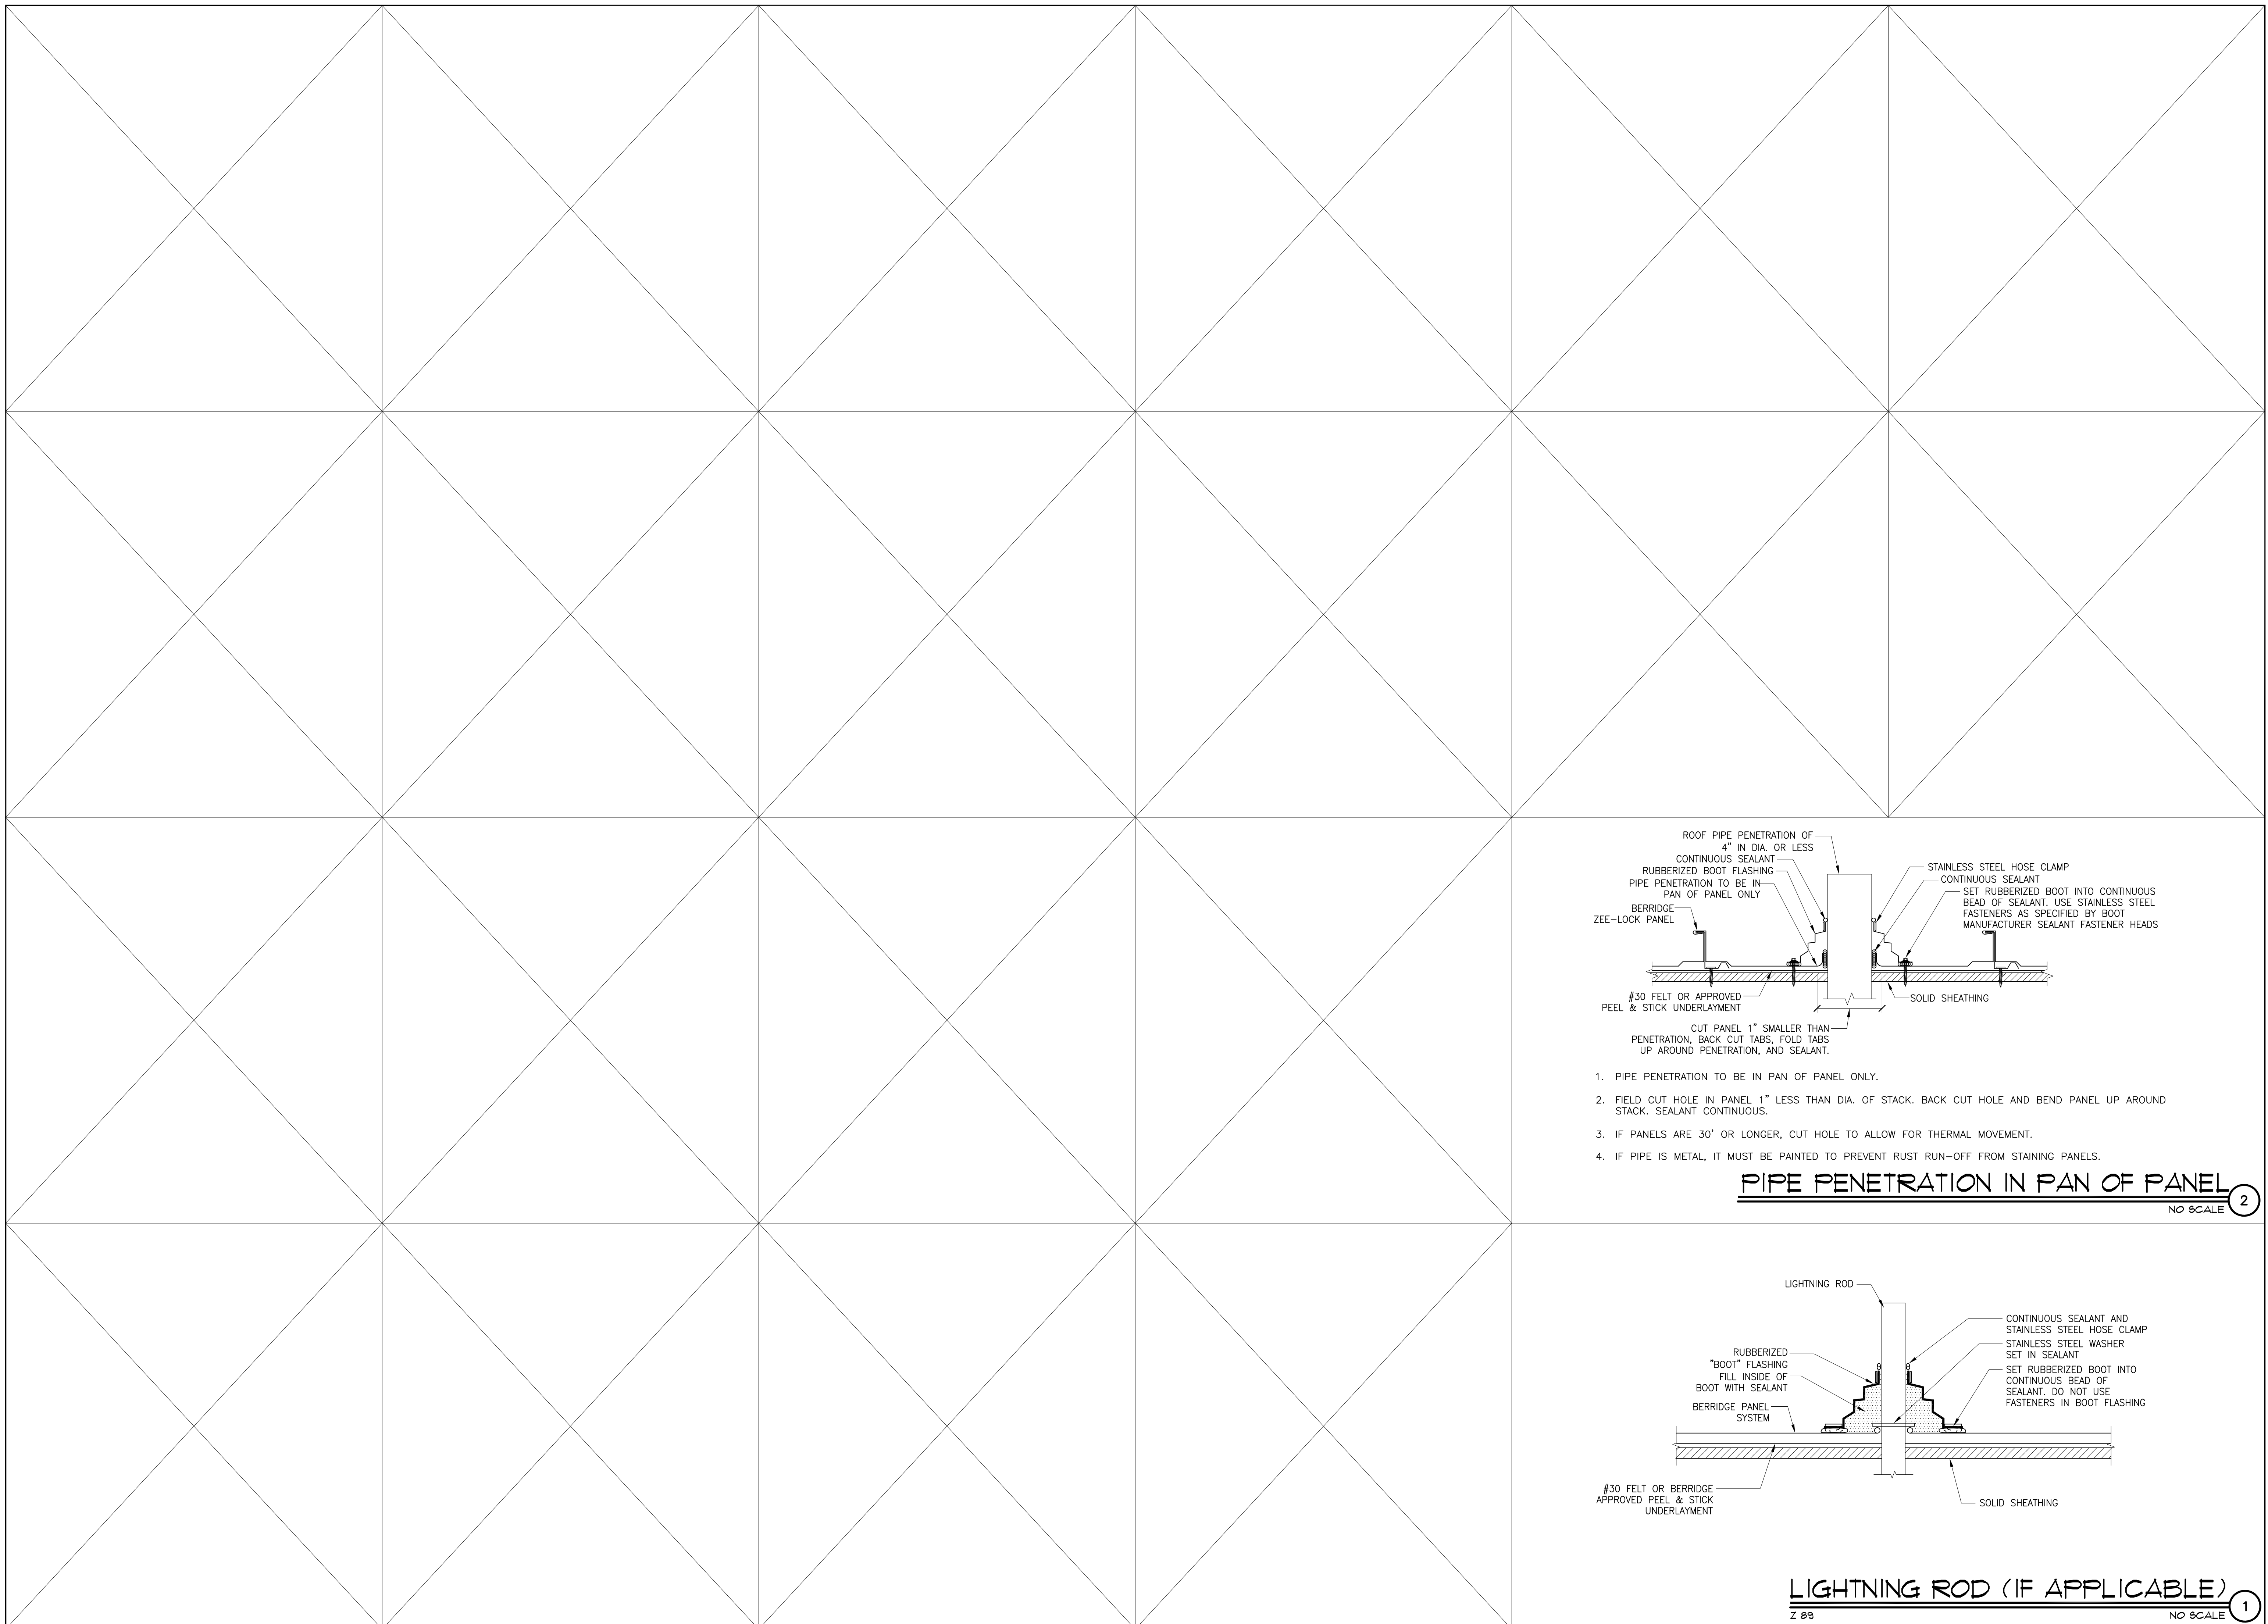 ROOF PIPE PENETRATION OF
4" IN DIA. OR LESS
CONTINUOUS SEALANT
RUBBERIZED BOOT FLASHING
PIPE PENETRATION TO BE IN
PAN OF PANEL ONLY
BERRIDGE
ZEE-LOCK PANEL
STAINLESS STEEL HOSE CLAMP
CONTINUOUS SEALANT
SET RUBBERIZED BOOT INTO CONTINUOUS
BEAD OF SEALANT. USE STAINLESS STEEL
FASTENERS AS SPECIFIED BY BOOT
MANUFACTURER SEALANT FASTENER HEADS
#30 FELT OR APPROVED
PEEL & STICK UNDERLAYMENT
SOLID SHEATHING
CUT PANEL 1" SMALLER THAN
PENETRATION, BACK CUT TABS, FOLD TABS
UP AROUND PENETRATION, AND SEALANT.
1. PIPE PENETRATION TO BE IN PAN OF PANEL ONLY.
2. FIELD CUT HOLE IN PANEL 1" LESS THAN DIA. OF STACK. BACK CUT HOLE AND BEND PANEL UP AROUND
STACK. SEALANT CONTINUOUS.
3. IF PANELS ARE 30' OR LONGER, CUT HOLE TO ALLOW FOR THERMAL MOVEMENT.
4. IF PIPE IS METAL, IT MUST BE PAINTED TO PREVENT RUST RUN-OFF FROM STAINING PANELS.
PIPE PENETRATION IN PAN OF PANEL
2
NO SCALE
LIGHTNING ROD
RUBBERIZED
"BOOT" FLASHING
FILL INSIDE OF
BOOT WITH SEALANT
BERRIDGE PANEL
SYSTEM
CONTINUOUS SEALANT AND
STAINLESS STEEL HOSE CLAMP
STAINLESS STEEL WASHER
SET IN SEALANT
SET RUBBERIZED BOOT INTO
CONTINUOUS BEAD OF
SEALANT. DO NOT USE
FASTENERS IN BOOT FLASHING
#30 FELT OR BERRIDGE
APPROVED PEEL & STICK
UNDERLAYMENT
SOLID SHEATHING
LIGHTNING ROD (IF APPLICABLE)
1
Z 89
NO SCALE